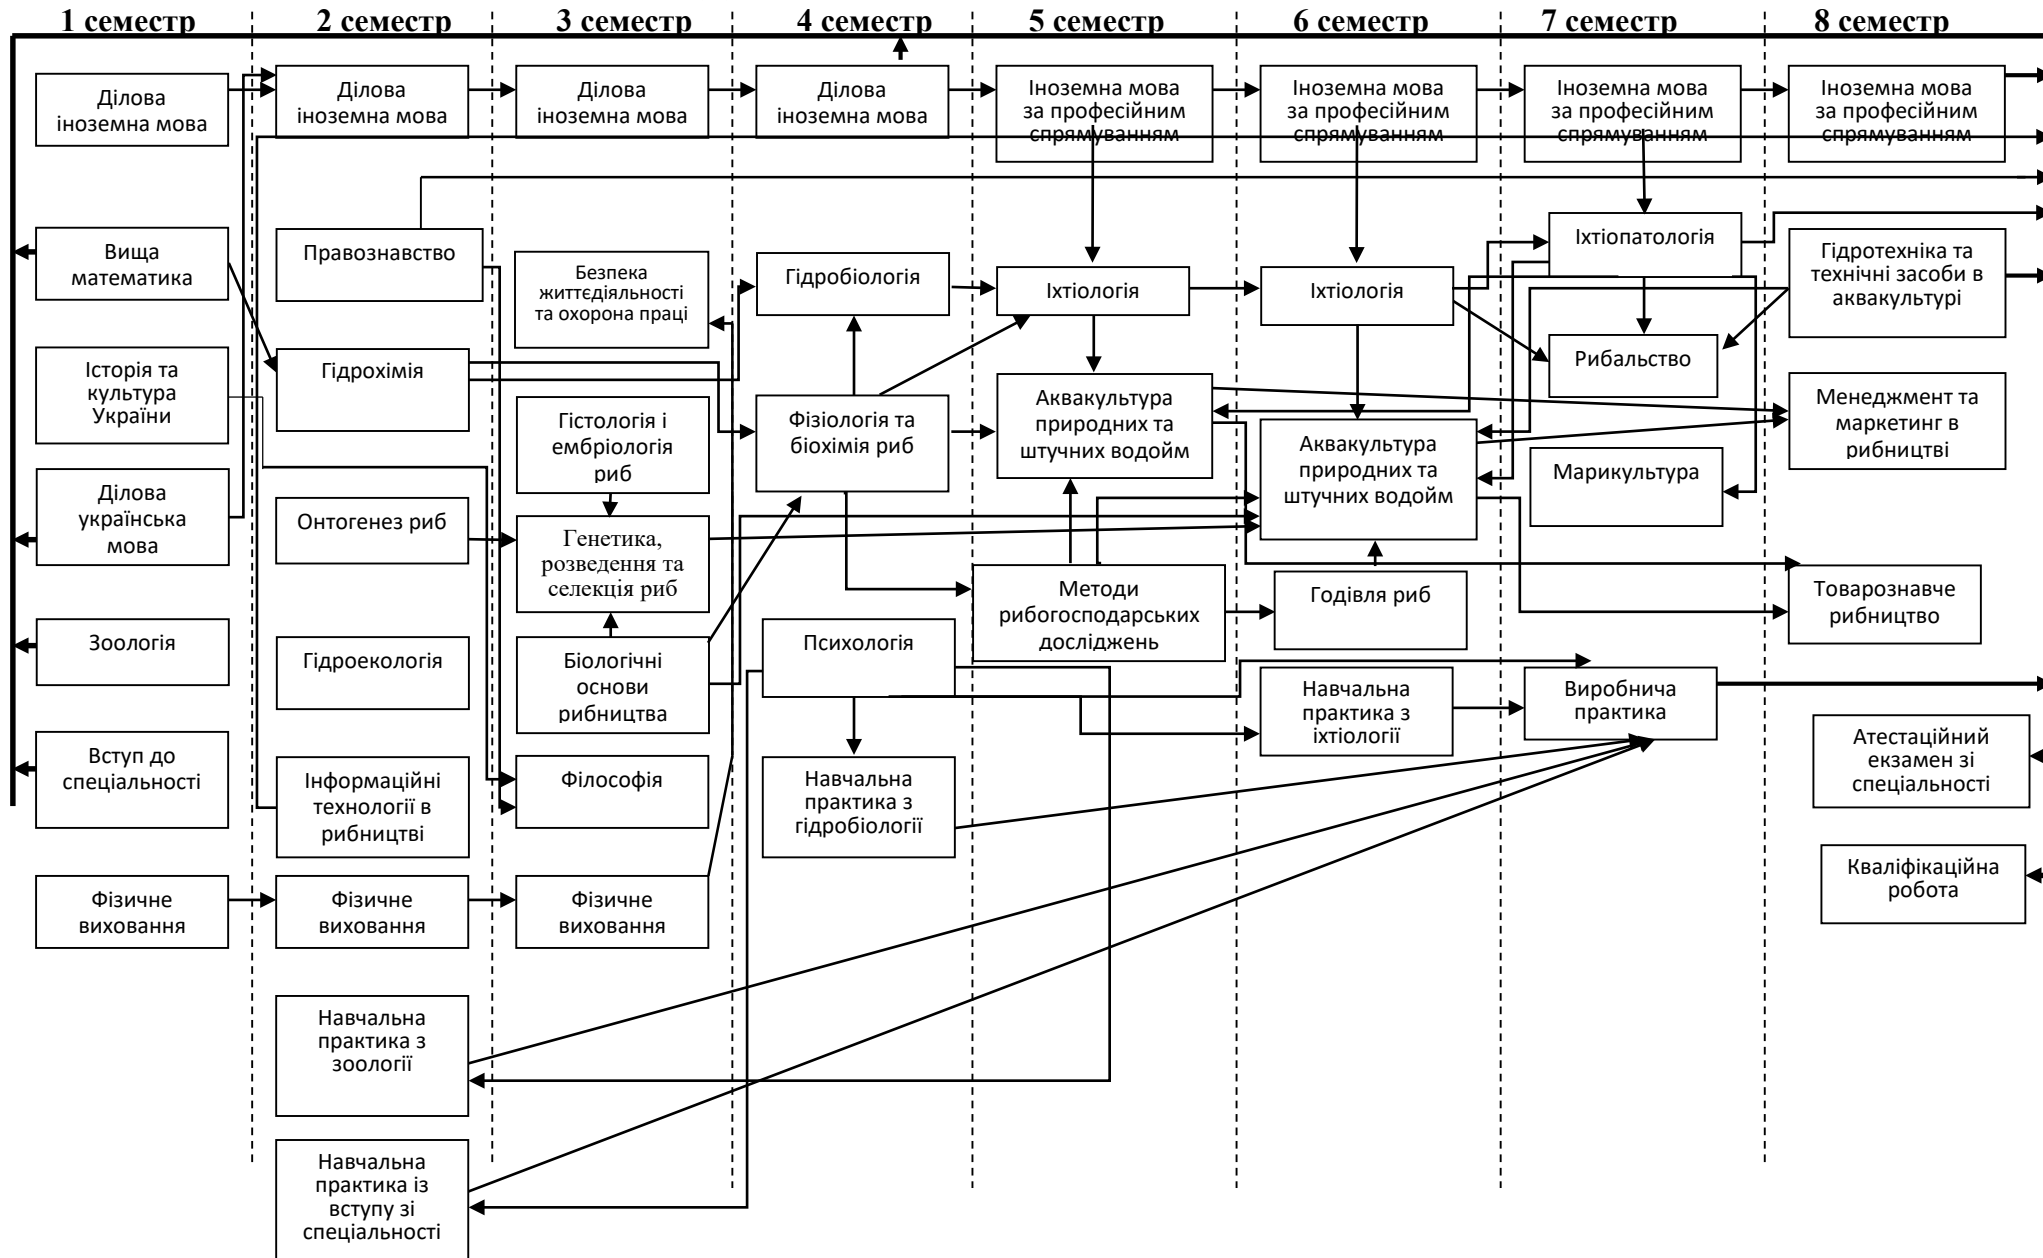 1 семестр
2 семестр
3 семестр
4 семестр
5 семестр
6 семестр
7 семестр
8 семестр
Ділова
іноземна мова
Вища
математика
Історія та
культура
України
Ділова
українська
мова
Зоологія
Вступ до
спеціальності
Фізичне
виховання
Ділова
іноземна мова
Правознавство
Гідрохімія
Онтогенез риб
Гідроекологія
Інформаційні
технології в
рибництві
Фізичне
виховання
Навчальна
практика з
зоології
Навчальна
практика із
вступу зі
спеціальності
Ділова
іноземна мова
Безпека
життєдіяльності
та охорона праці
Гістологія і
ембріологія
риб
Генетика,
розведення та
селекція риб
Біологічні
основи
рибництва
Філософія
Фізичне
виховання
Ділова
іноземна мова
Гідробіологія
Фізіологія та
біохімія риб
Психологія
Навчальна
практика з
гідробіології
Іноземна мова
за професійним
спрямуванням
Іхтіологія
Аквакультура
природних та
штучних водойм
Методи
рибогосподарських
досліджень
Іноземна мова
за професійним
спрямуванням
Іхтіологія
Аквакультура
природних та
штучних водойм
Годівля риб
Навчальна
практика з
іхтіології
Іноземна мова
за професійним
спрямуванням
Іхтіопатологія
Рибальство
Марикультура
Виробнича
практика
Іноземна мова
за професійним
спрямуванням
Гідротехніка та
технічні засоби в
аквакультурі
Менеджмент та
маркетинг в
рибництві
Товарознавче
рибництво
Атестаційний
екзамен зі
спеціальності
Кваліфікаційна
робота